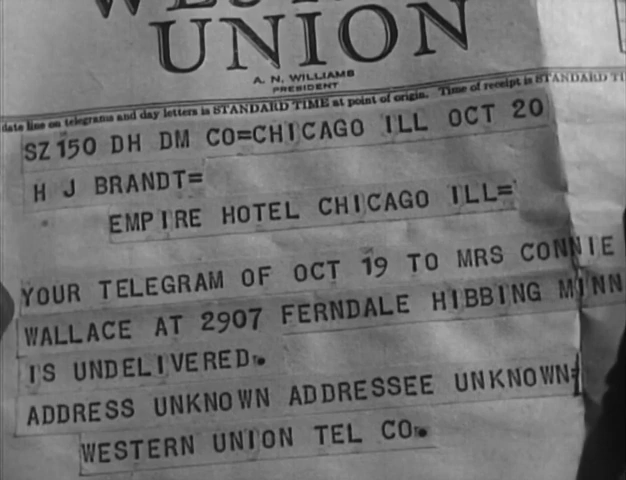 UNION
A. N. WILLIAMS
PRESIDENT
date line on telegrams and day letters is STANDARD TIME at point of origin. Time of receipt is STANDARD
SZ150 DH DM CO=CHICAGO ILL OCT 20
H J BRANDT=
EMPIRE HOTEL CHICAGO ILL=
YOUR TELEGRAM OF OCT 19 TO MRS CONNIE
WALLACE AT 2907 FERNDALE HIBBING MINN
IS UNDELIVERED.
ADDRESS UNKNOWN ADDRESSEE UNKNOWN
WESTERN UNION TEL CO.